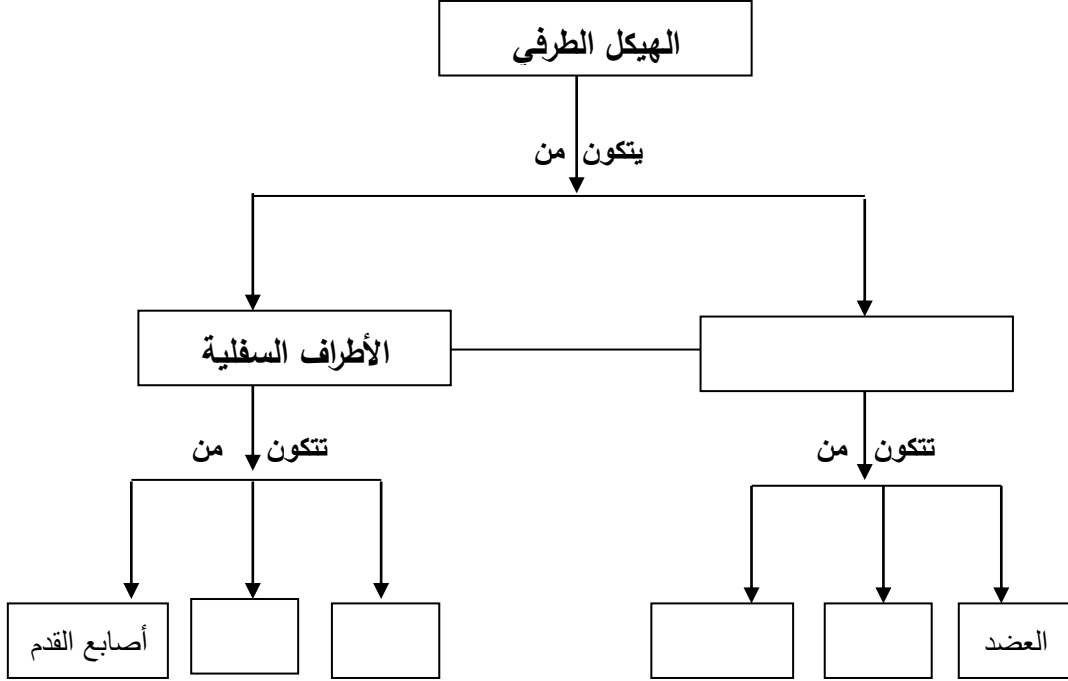 الهيكل الطرفي
يتكون من
الأطراف السفلية
تتكون من
تتكون من
العضد
أصابع القدم